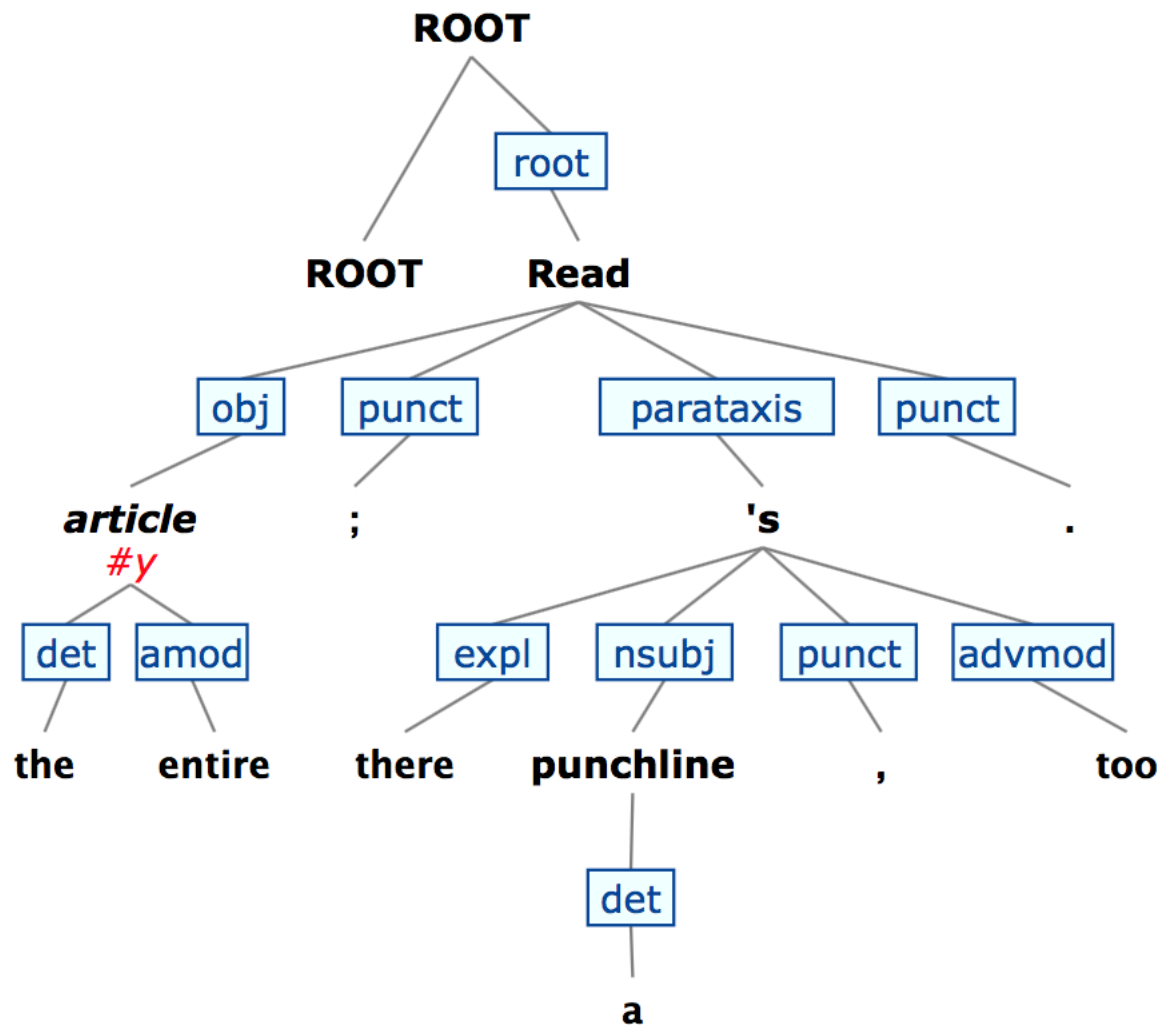 ROOT
root
ROOT Read
obj punct parataxis punct
article ; 's .
#y
det amod expl nsubj punct advmod
the entire there punchline , too
det
a